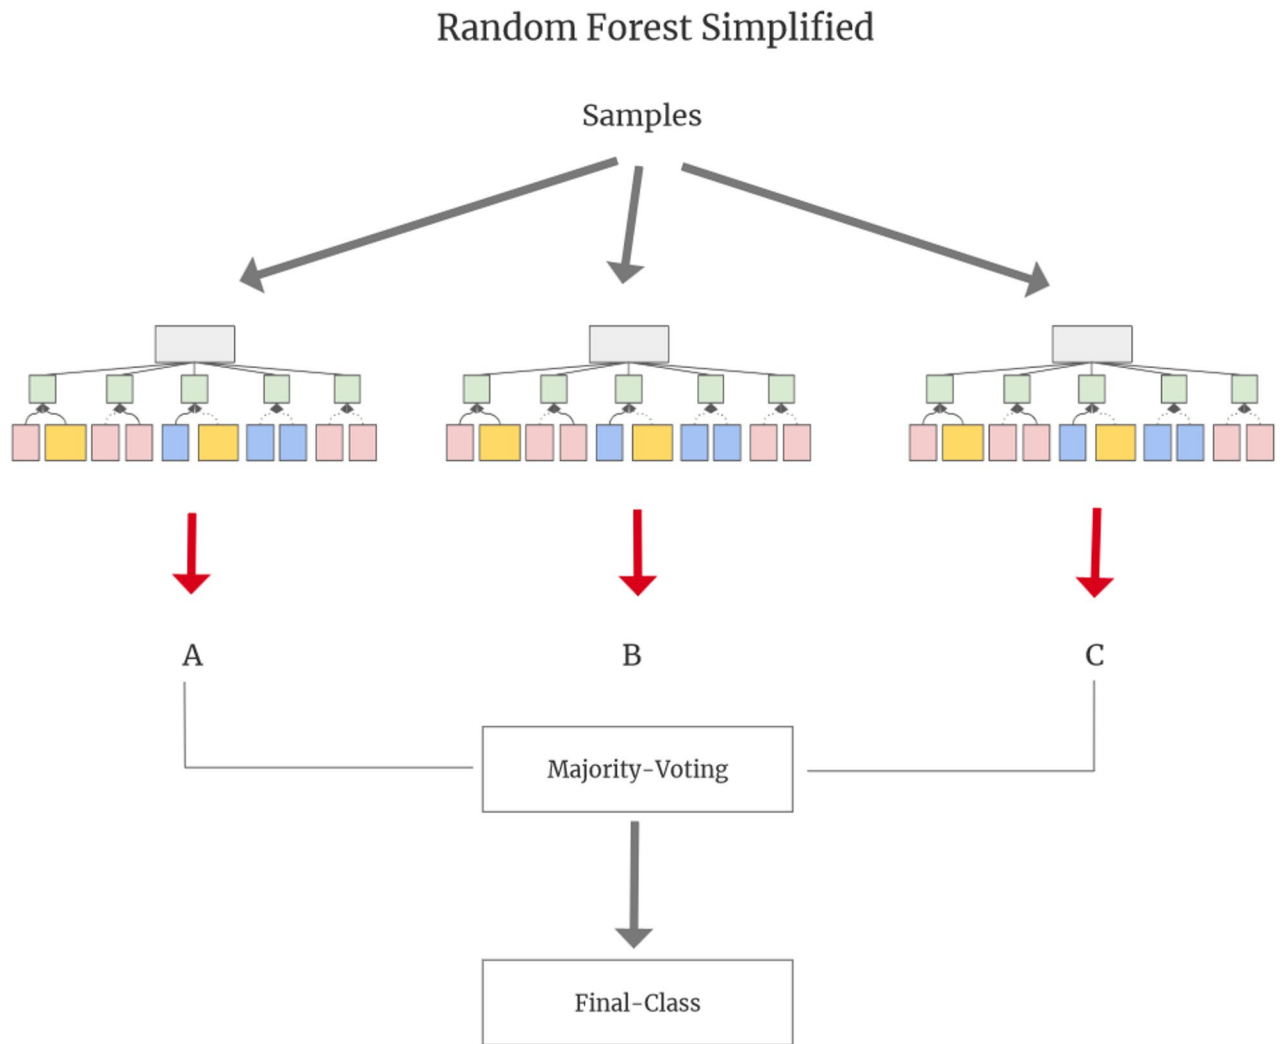 Random Forest Simplified
Samples
A
B
C
Majority-Voting
Final-Class